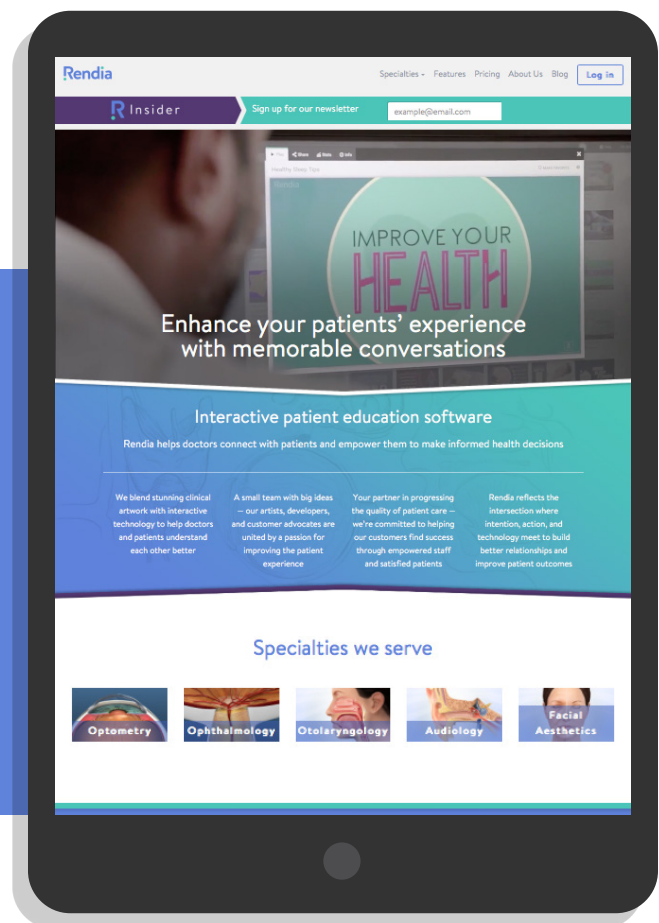 Rendia
Specialties Features Pricing About Us Blog Log in
R Insider
Sign up for our newsletter
example@email.com
Share Info
Healthy Sleep Tips
IMPROVE YOUR
HEALTH
Enhance your patients’ experience
with memorable conversations
Interactive patient education software
Rendia helps doctors connect with patients and empower them to make informed health decisions
We blend stunning clinical
artwork with interactive
technology to help doctors
and patients understand
each other better
A small team with big ideas
— our artists, developers,
and customer advocates are
united by a passion for
improving the patient
experience
Your partner in progressing
the quality of patient care —
we’re committed to helping
our customers find success
through empowered staff
and satisfied patients
Rendia reflects the
intersection where
intention, action, and
technology meet to build
better relationships and
improve patient outcomes
Specialties we serve
Optometry
Ophthalmology
Otolaryngology
Audiology
Facial
Aesthetics